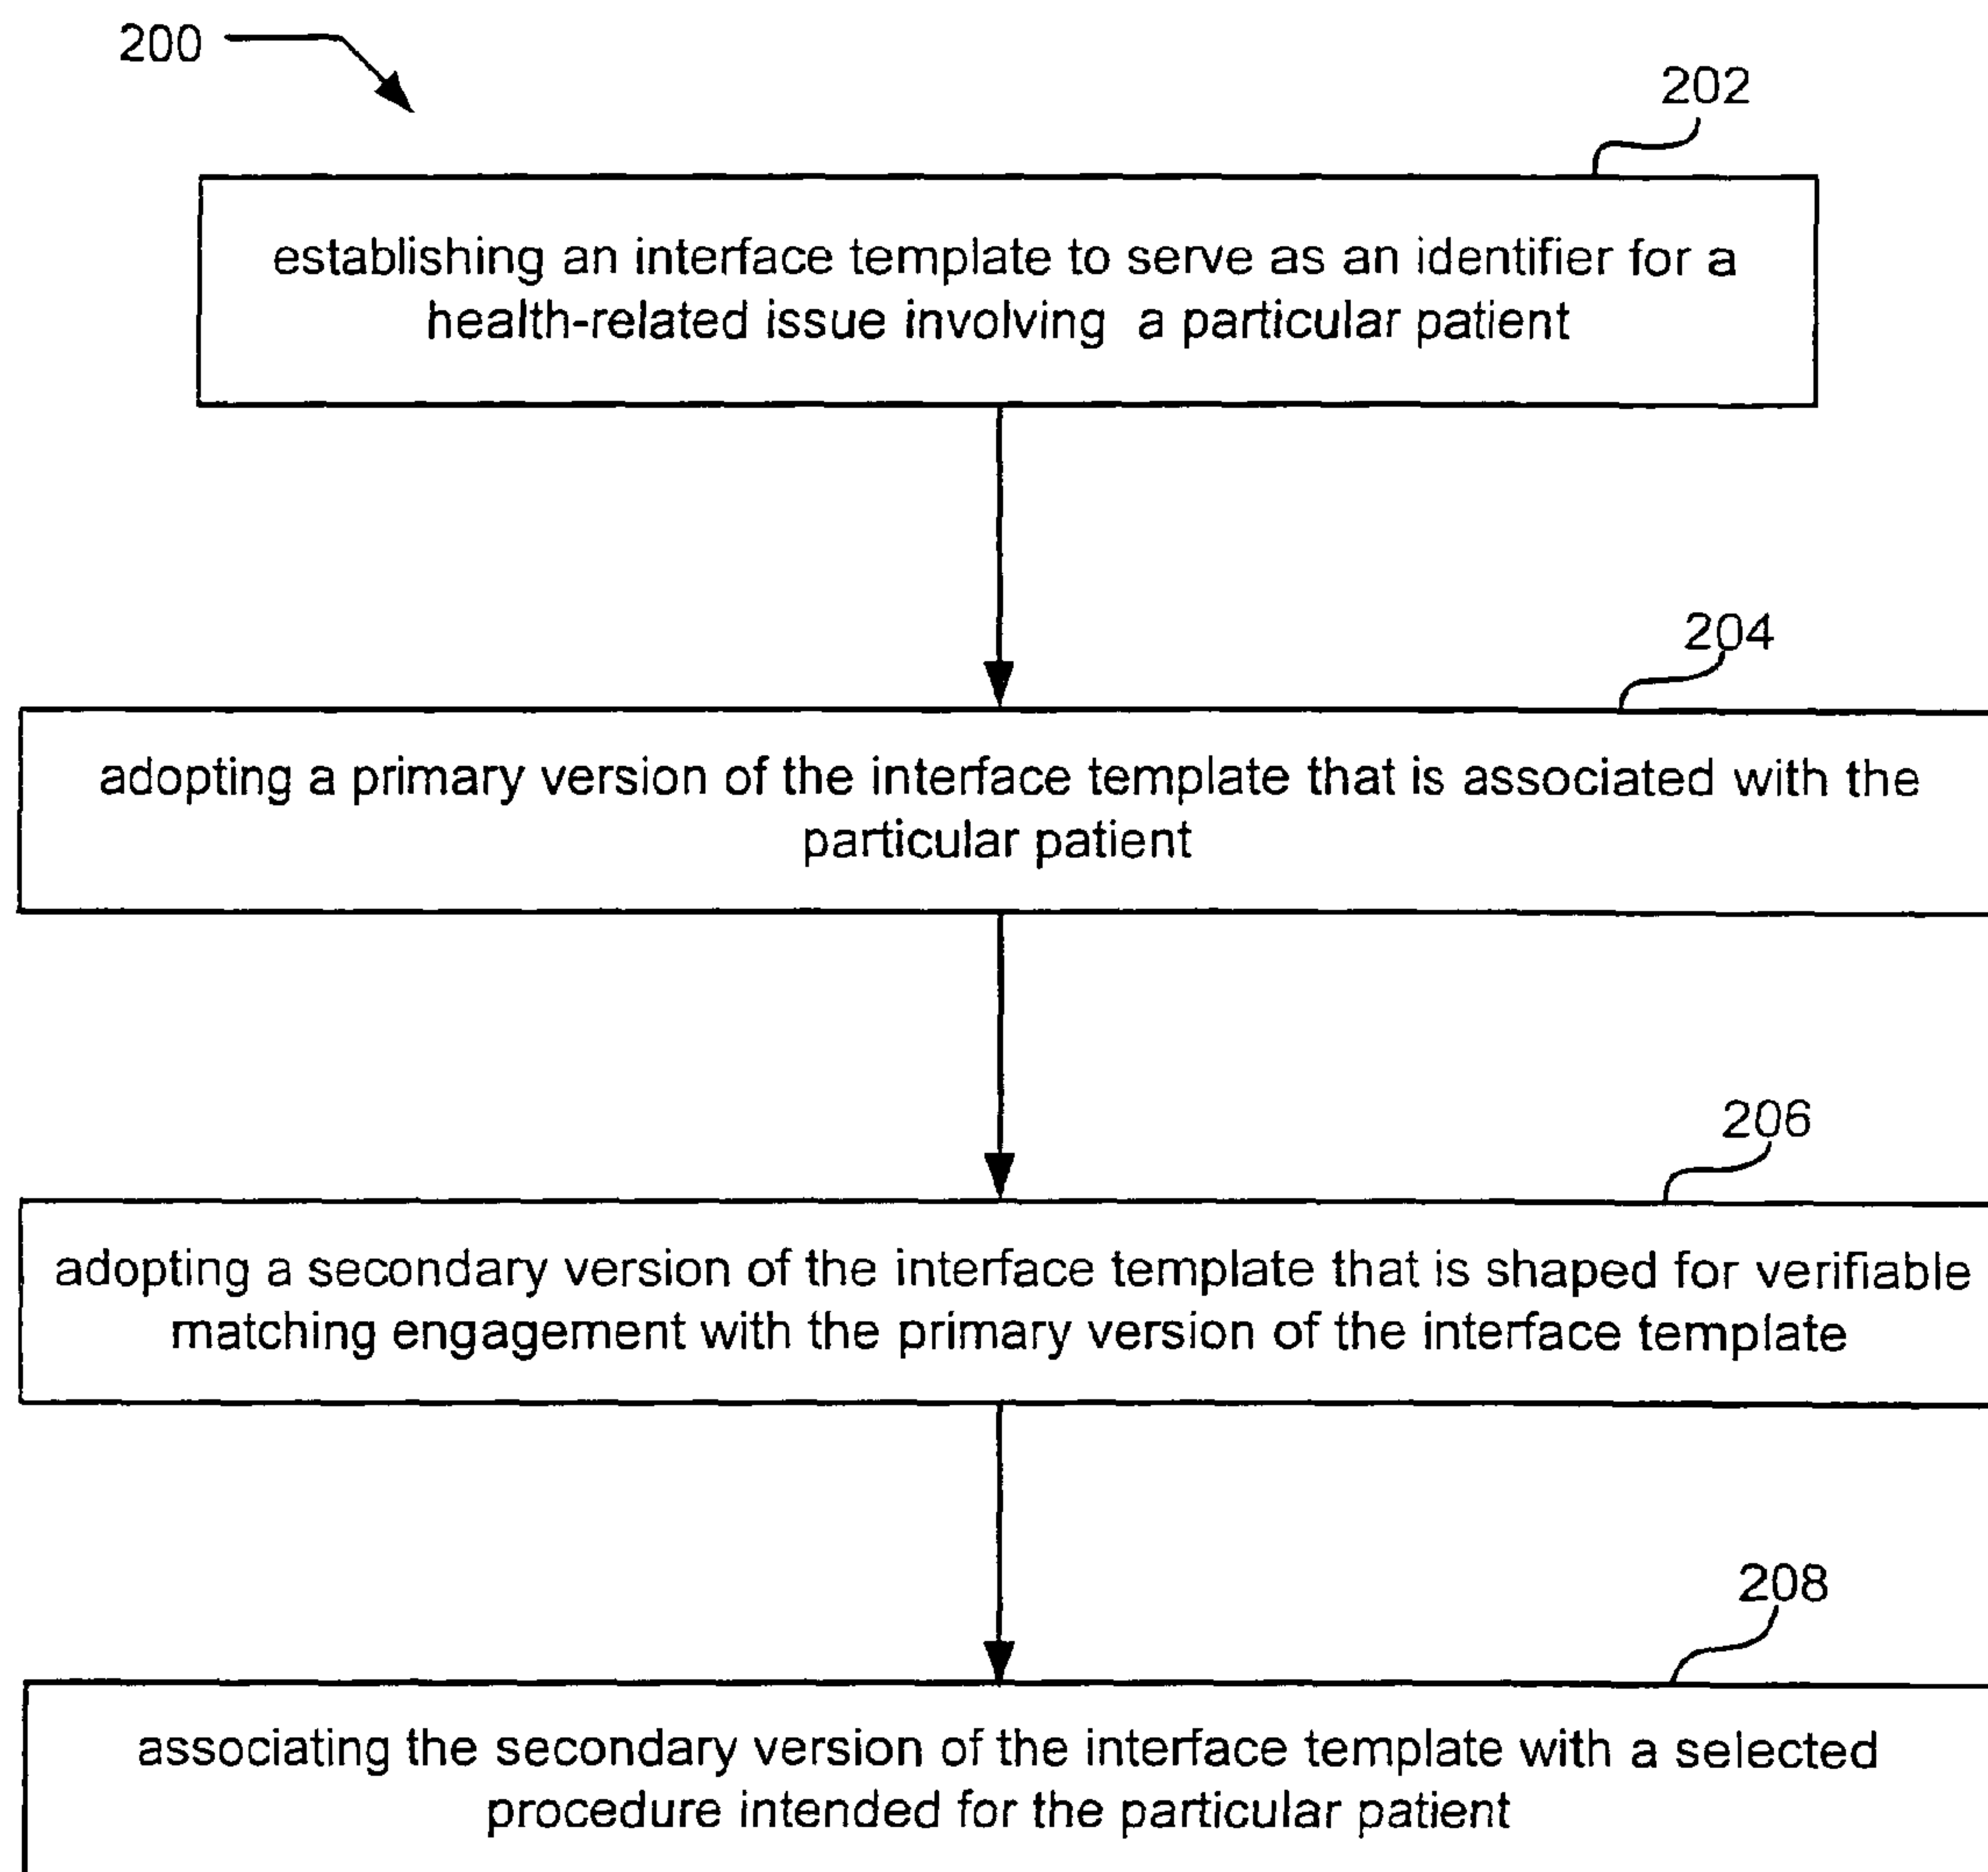 200
202
establishing an interface template to serve as an identifier for a
health-related issue involving a particular patient
204
adopting a primary version of the interface template that is associated with the
particular patient
206
adopting a secondary version of the interface template that is shaped for verifiable
matching engagement with the primary version of the interface template
208
associating the secondary version of the interface template with a selected
procedure intended for the particular patient